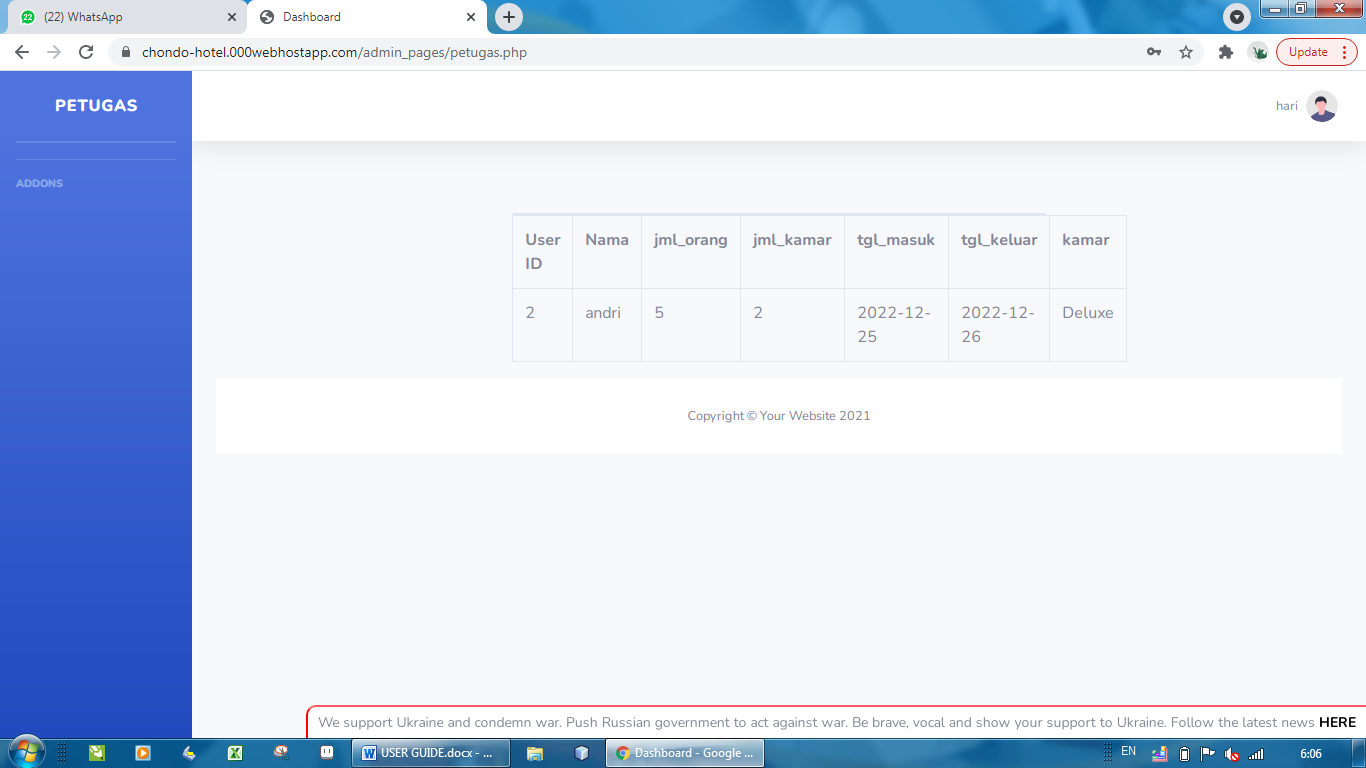 (22) WhatsApp
Dashboard
chondo-hotel.000webhostapp.com/admin_pages/petugas.php
Update
PETUGAS
hari
ADDONS
User ID Nama jml_orang jml_kamar tgl_masuk tgl_keluar kamar
2 andri 5 2 2022-12-25 2022-12-26 Deluxe
Copyright © Your Website 2021
We support Ukraine and condemn war. Push Russian government to act against war. Be brave, vocal and show your support to Ukraine. Follow the latest news HERE
USER GUIDE.docx - ...
Dashboard - Google ...
EN
6:06